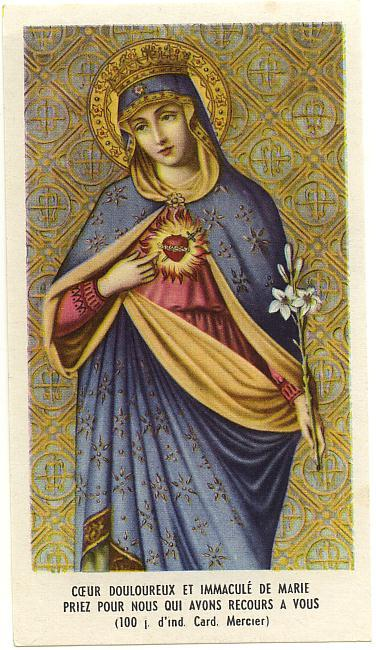 CŒUR DOULOUREUX ET IMMACULÉ DE MARIE
PRIEZ POUR NOUS QUI AVONS RECOURS A VOUS
(100 j. d'ind. Card. Mercier)